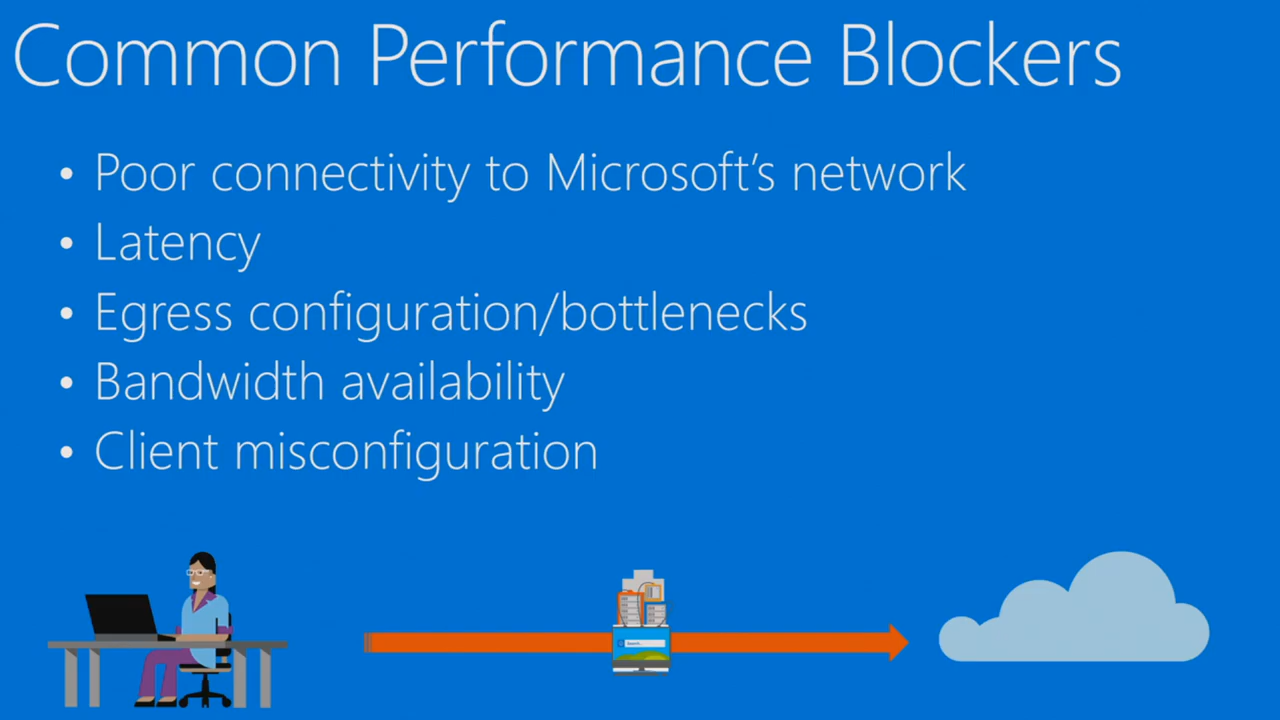 Common Performance Blockers
• Poor connectivity to Microsoft's network
• Latency
• Egress configuration/bottlenecks
• Bandwidth availability
• Client misconfiguration